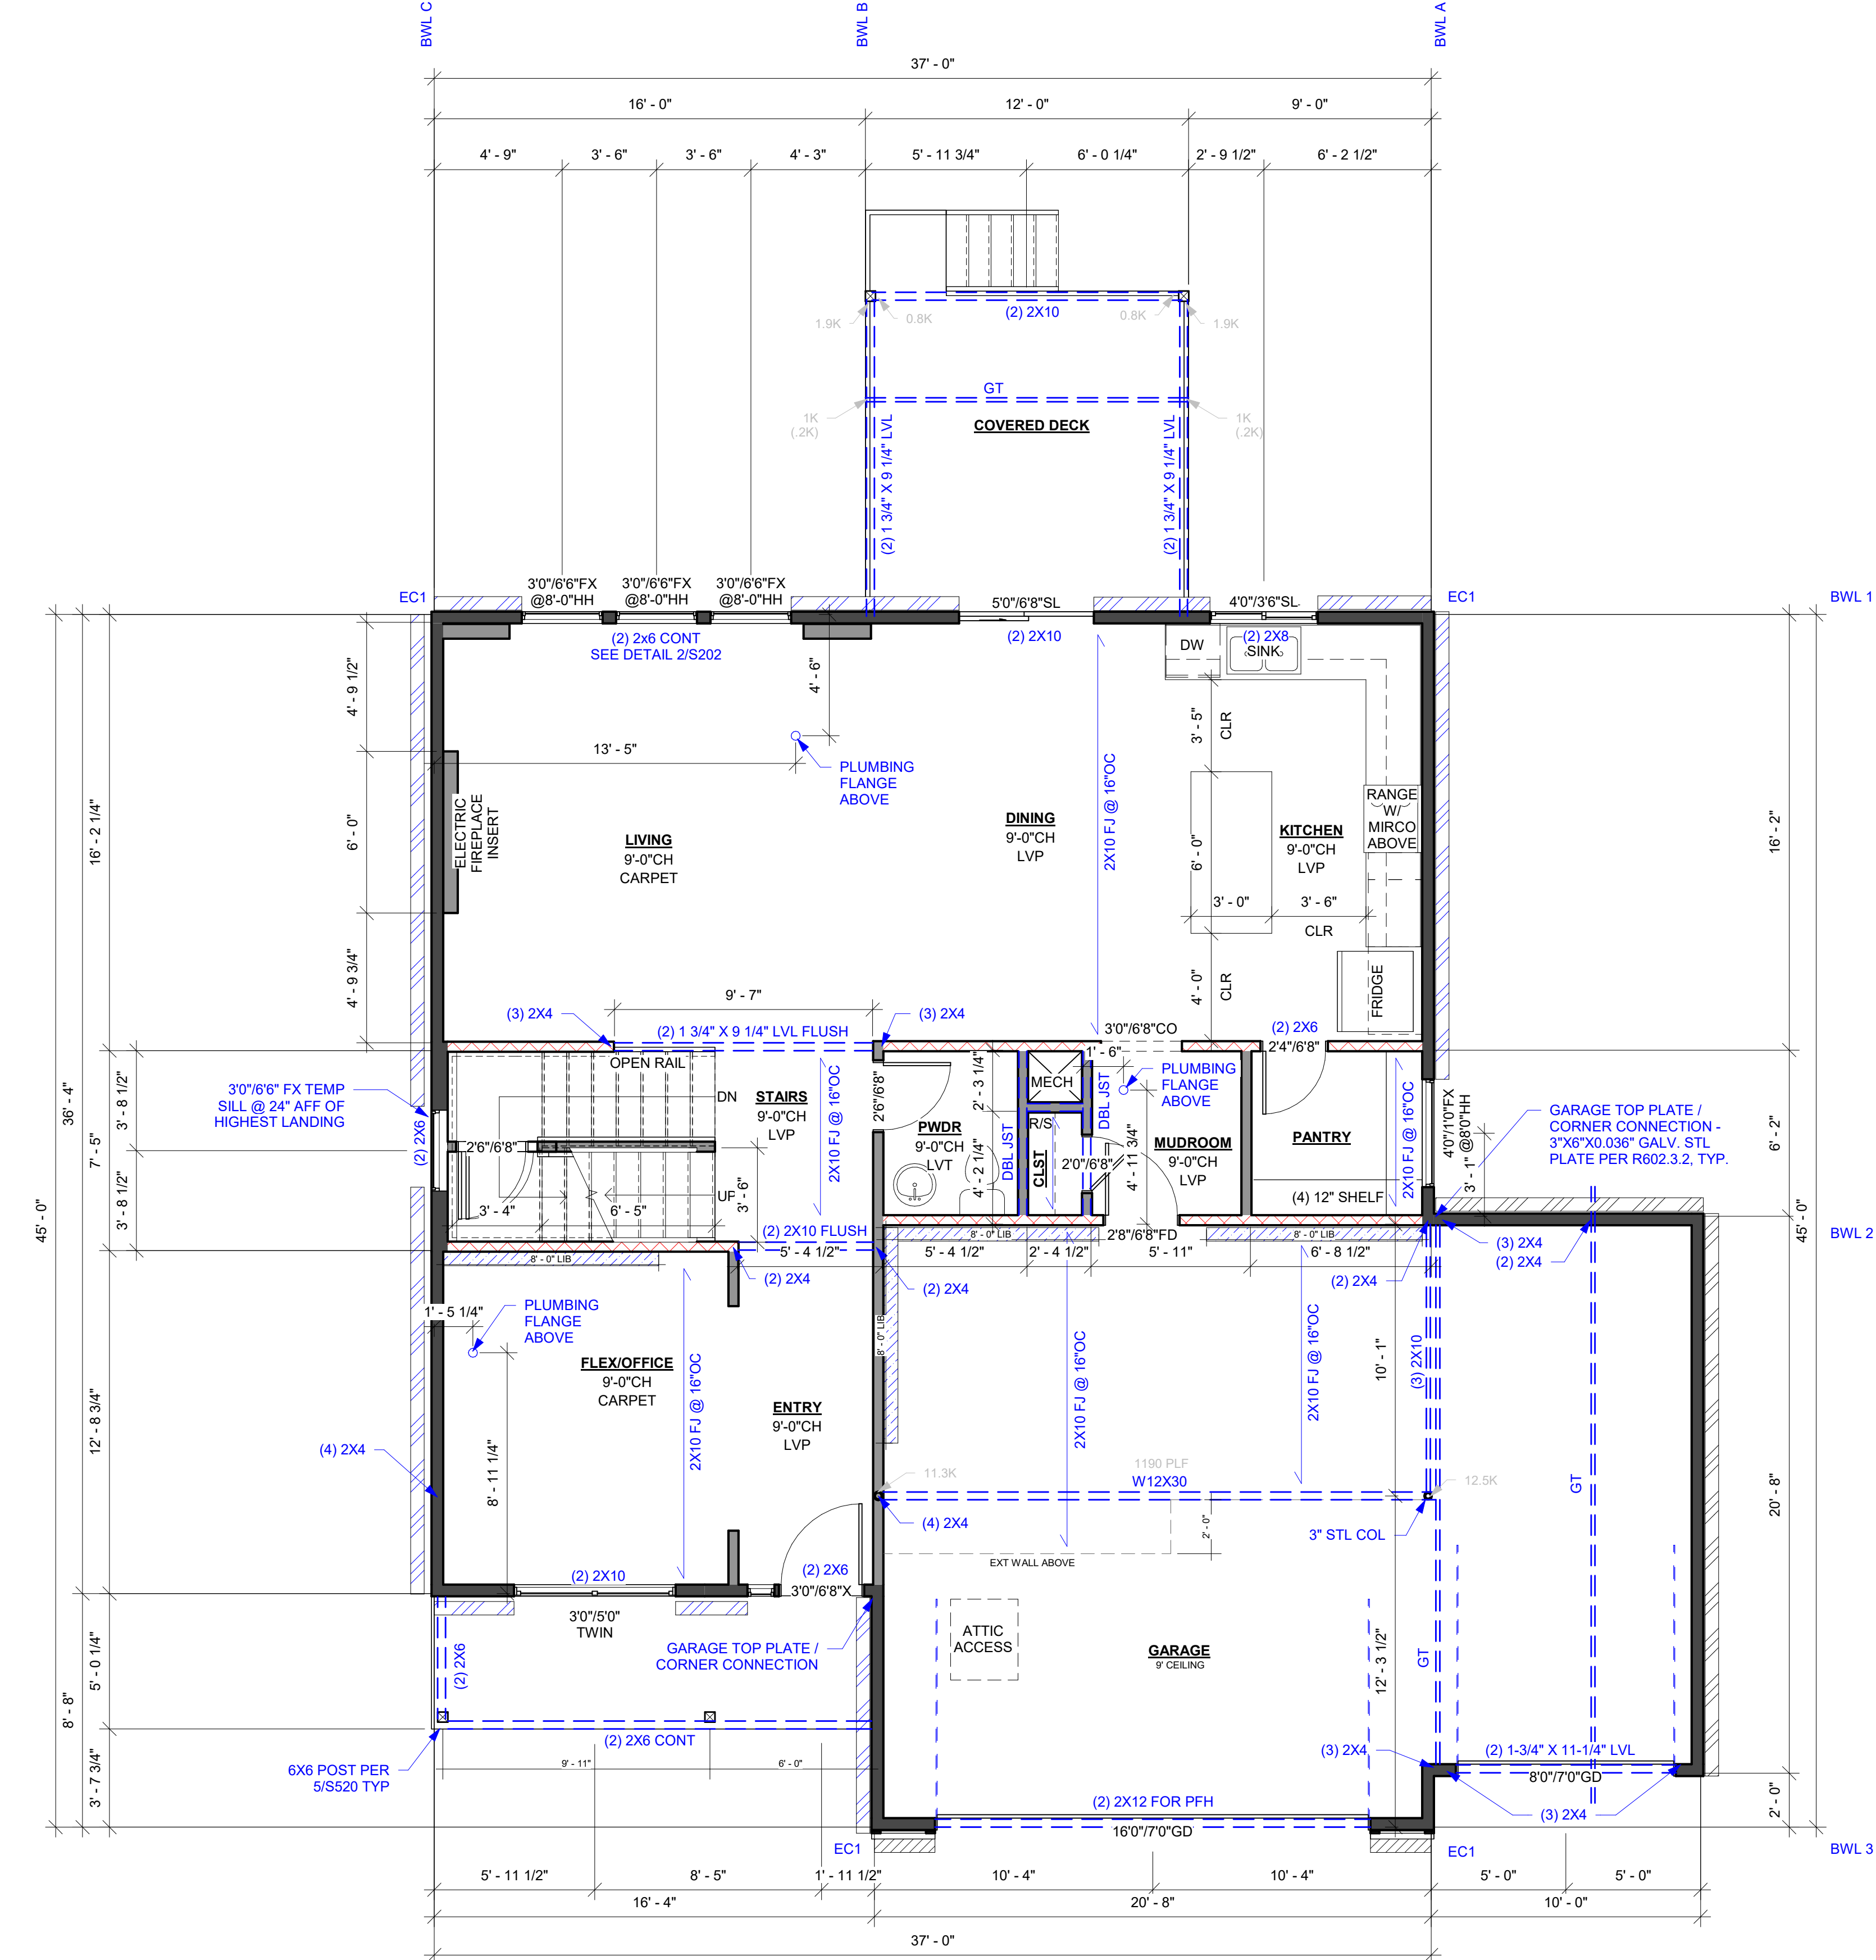 BWL C
BWL B
BWL A
37' - 0"
16' - 0"
12' - 0"
9' - 0"
4' - 9"
3' - 6"
3' - 6"
4' - 3"
5' - 11 3/4"
6' - 0 1/4"
2' - 9 1/2"
6' - 2 1/2"
1.9K
0.8K
(2) 2X10
0.8K
1.9K
GT
1K
(.2K)
1K
(.2K)
COVERED DECK
(2) 1 3/4" X 9 1/4" LVL
(2) 1 3/4" X 9 1/4" LVL
EC1
3'0"/6'6"FX
@8'-0"HH
3'0"/6'6"FX
@8'-0"HH
3'0"/6'6"FX
@8'-0"HH
5'0"/6'8"SL
4'0"/3'6"SL
EC1
BWL 1
(2) 2x6 CONT
SEE DETAIL 2/S202
(2) 2X10
DW
(2) 2X8
SINK
4' - 9 1/2"
4' - 6"
13' - 5"
PLUMBING
FLANGE
ABOVE
3' - 5"
CLR
2X10 FJ @ 16"OC
RANGE
W/
MIRCO
ABOVE
ELECTRIC
FIREPLACE
INSERT
6' - 0"
16' - 2 1/4"
LIVING
9'-0"CH
CARPET
DINING
9'-0"CH
LVP
KITCHEN
9'-0"CH
LVP
6' - 0"
16' - 2"
3' - 0"
3' - 6"
CLR
4' - 9 3/4"
4' - 0"
CLR
FRIDGE
9' - 7"
(3) 2X4
(2) 1 3/4" X 9 1/4" LVL FLUSH
(3) 2X4
3'0"/6'8"CO
(2) 2X6
2'4"/6'8"
36' - 4"
45' - 0"
7' - 5"
3' - 8 1/2"
3' - 8 1/2"
3'0"/6'6" FX TEMP
SILL @ 24" AFF OF
HIGHEST LANDING
(2) 2X6
OPEN RAIL
DN
STAIRS
9'-0"CH
LVP
2X10 FJ @ 16"OC
2'6"/6'8"
2'6"/6'8"
UP
3' - 4"
6' - 5"
3' - 6"
PWDR
9'-0"CH
LVT
2' - 3 1/4"
4' - 2 1/4"
DBL JST
MECH
R/S
CLST
DBL JST
1' - 6"
PLUMBING
FLANGE
ABOVE
2'0"/6'8"
4' - 11 3/4"
MUDROOM
9'-0"CH
LVP
PANTRY
(4) 12" SHELF
2X10 FJ @ 16"OC
4'0"/1'0"FX
@8'0"HH
3' - 1"
GARAGE TOP PLATE /
CORNER CONNECTION -
3"X6"X0.036" GALV. STL
PLATE PER R602.3.2, TYP.
6' - 2"
45' - 0"
BWL 2
(2) 2X10 FLUSH
5' - 4 1/2"
8' - 0" LIB
8' - 0" LIB
2'8"/6'8"FD
8' - 0" LIB
5' - 4 1/2"
2' - 4 1/2"
5' - 11"
6' - 8 1/2"
(3) 2X4
(2) 2X4
(2) 2X4
(2) 2X4
(2) 2X4
1' - 5 1/4"
PLUMBING
FLANGE
ABOVE
8' - 0" LIB
FLEX/OFFICE
9'-0"CH
CARPET
2X10 FJ @ 16"OC
ENTRY
9'-0"CH
LVP
2X10 FJ @ 16"OC
2X10 FJ @ 16"OC
10' - 1"
(3) 2X10
12' - 8 3/4"
(4) 2X4
8' - 11 1/4"
11.3K
1190 PLF
W12X30
12.5K
(4) 2X4
3" STL COL
2' - 0"
EXT WALL ABOVE
GT
20' - 8"
(2) 2X10
(2) 2X6
3'0"/6'8"X
3'0"/5'0"
TWIN
(2) 2X6
GARAGE TOP PLATE /
CORNER CONNECTION
ATTIC
ACCESS
GARAGE
9' CEILING
12' - 3 1/2"
GT
5' - 0 1/4"
8' - 8"
3' - 7 3/4"
(2) 2X6 CONT
6X6 POST PER
5/S520 TYP
9' - 11"
6' - 0"
(3) 2X4
(2) 1-3/4" X 11-1/4" LVL
8'0"/7'0"GD
(2) 2X12 FOR PFH
16'0"/7'0"GD
(3) 2X4
2' - 0"
EC1
EC1
BWL 3
5' - 11 1/2"
8' - 5"
1' - 11 1/2"
10' - 4"
10' - 4"
5' - 0"
5' - 0"
16' - 4"
20' - 8"
10' - 0"
37' - 0"